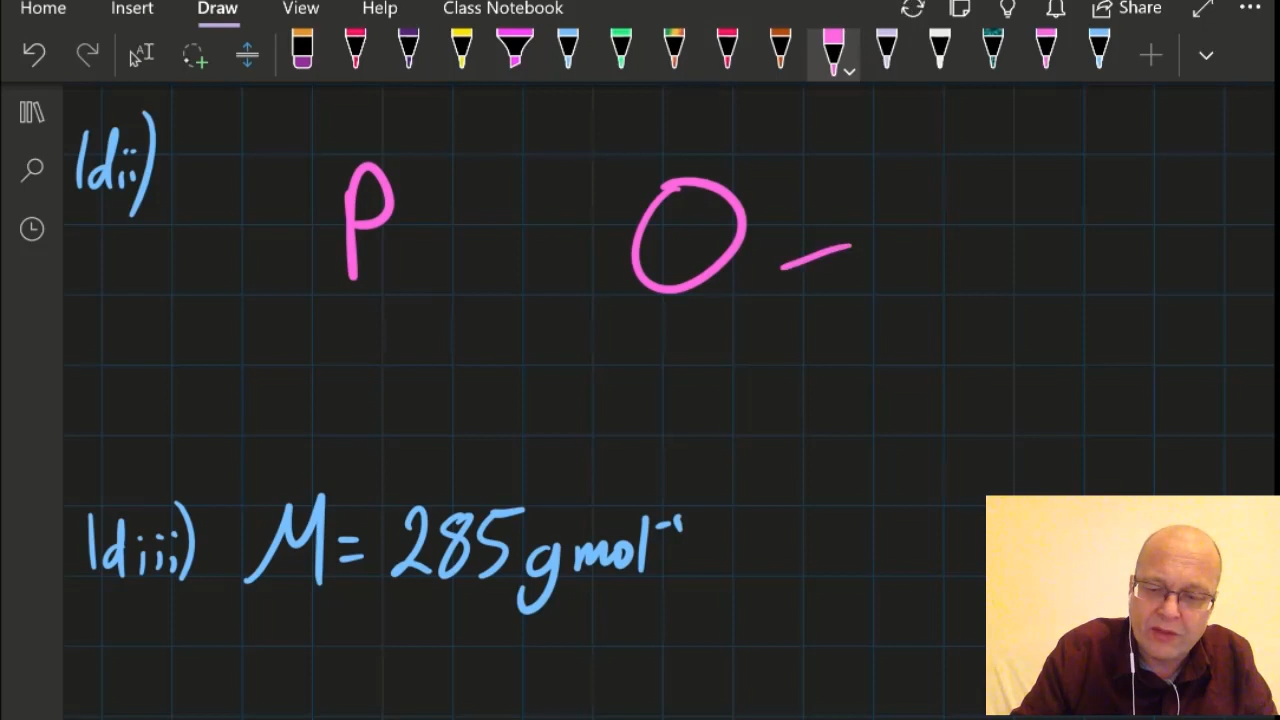 Home Insert Draw View Help Class Notebook Share
1dii) P O –
1diii) M = 285 g mol⁻¹